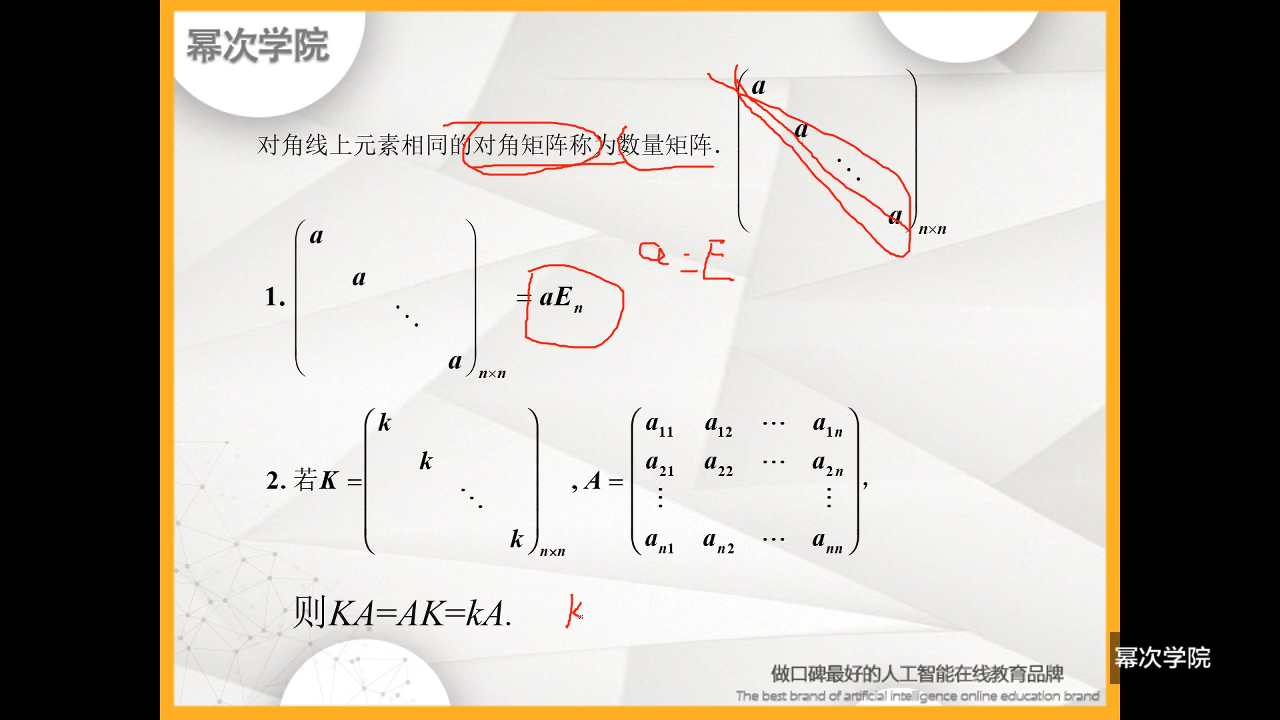 幂次学院
对角线上元素相同的对角矩阵称为数量矩阵.
a
a
⋱
a
n×n
a = E
1.
a
a
⋱
a
n×n
= aEn
2. 若K =
k
k
⋱
k
n×n
, A =
a11 a12 ⋯ a1n
a21 a22 ⋯ a2n
⋮ ⋮
an1 an2 ⋯ ann
,
则KA=AK=kA.
k
幂次学院
做口碑最好的人工智能在线教育品牌
The best brand of artificial intelligence online education brand